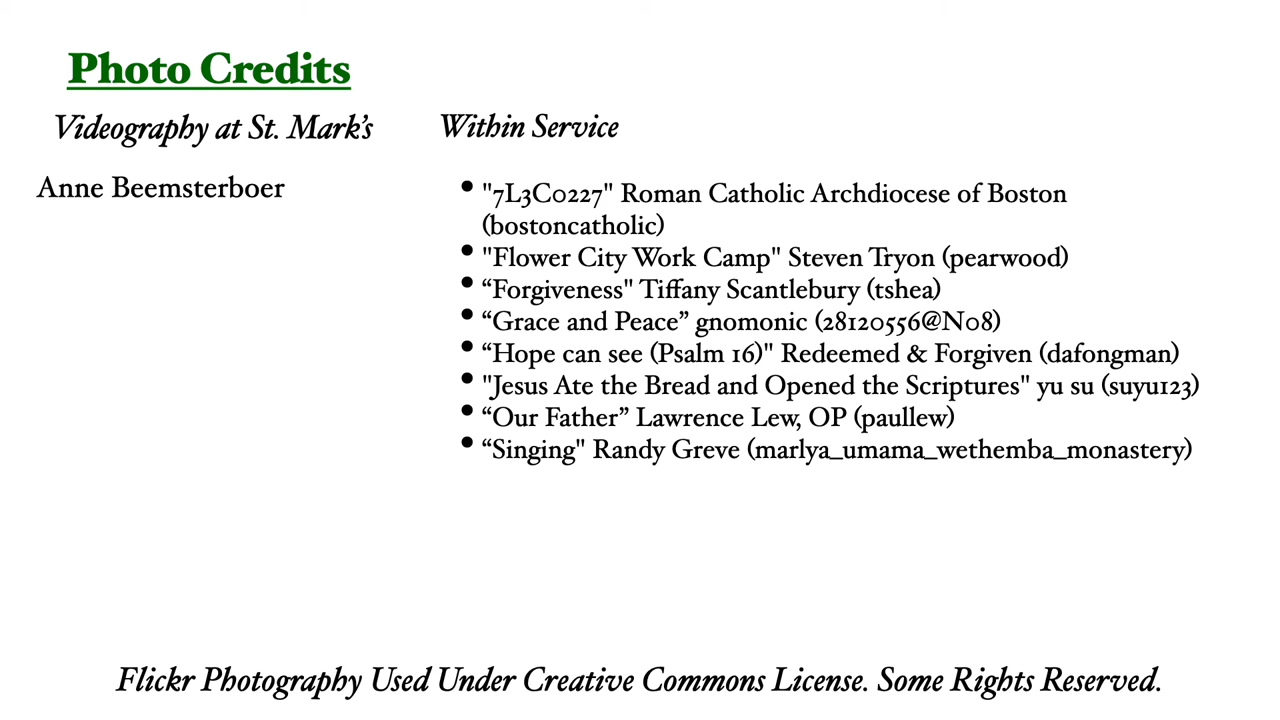 Photo Credits
Videography at St. Mark’s
Anne Beemsterboer
Within Service
• "7L3C0227" Roman Catholic Archdiocese of Boston
(bostoncatholic)
• "Flower City Work Camp" Steven Tryon (pearwood)
• “Forgiveness" Tiffany Scantlebury (tshea)
• “Grace and Peace” gnomonic (28120556@N08)
• “Hope can see (Psalm 16)" Redeemed & Forgiven (dafongman)
• "Jesus Ate the Bread and Opened the Scriptures" yu su (suyu123)
• “Our Father” Lawrence Lew, OP (paullew)
• “Singing" Randy Greve (marlya_umama_wethemba_monastery)
Flickr Photography Used Under Creative Commons License. Some Rights Reserved.